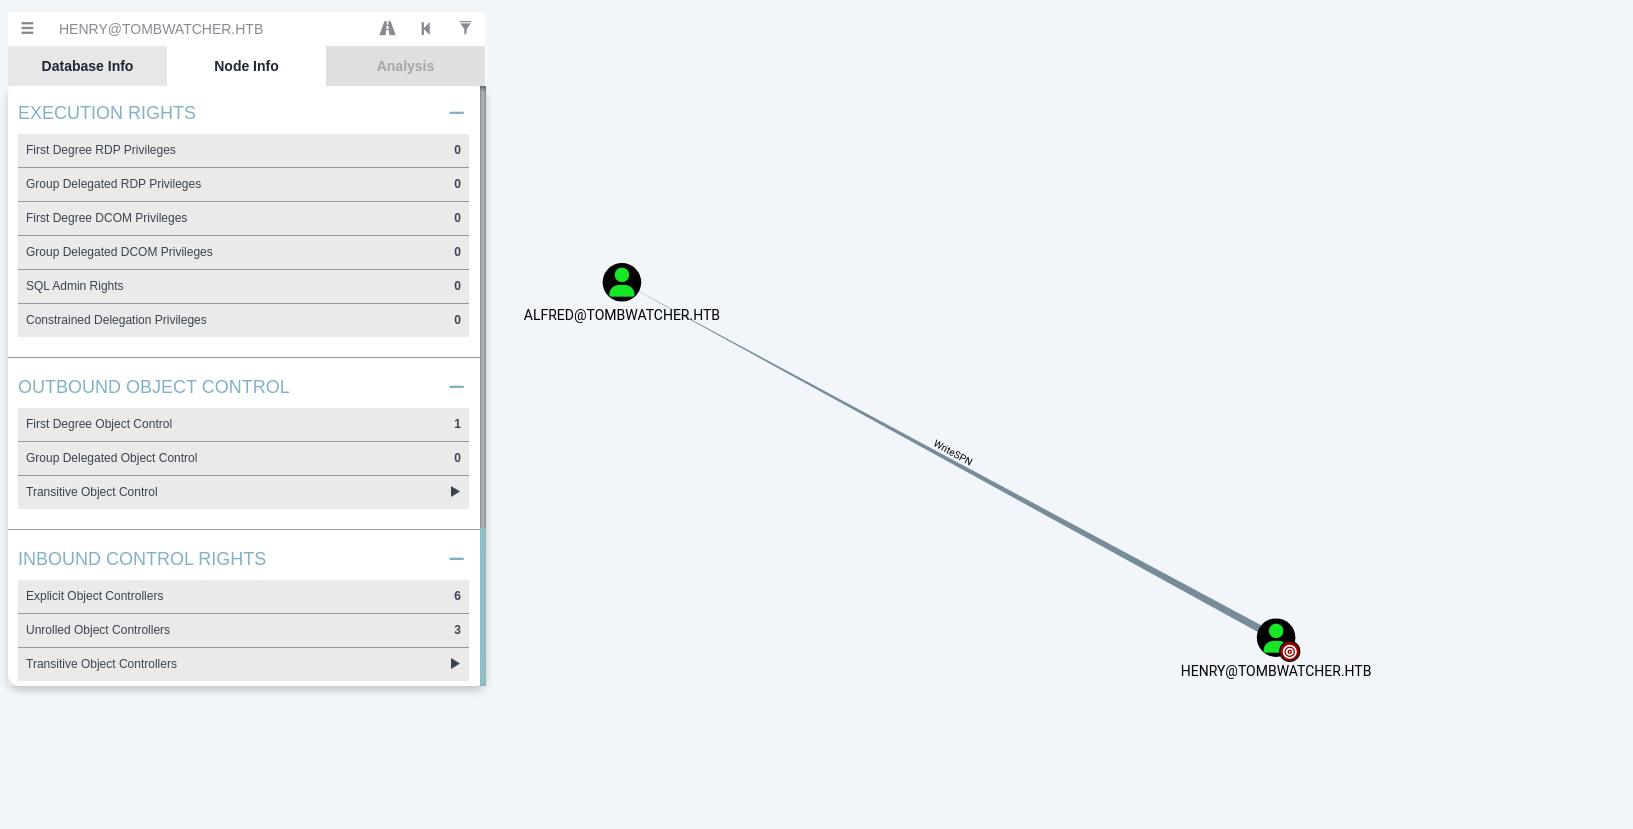 HENRY@TOMBWATCHER.HTB
Database Info
Node Info
Analysis
EXECUTION RIGHTS
First Degree RDP Privileges 0
Group Delegated RDP Privileges 0
First Degree DCOM Privileges 0
Group Delegated DCOM Privileges 0
SQL Admin Rights 0
Constrained Delegation Privileges 0
OUTBOUND OBJECT CONTROL
First Degree Object Control 1
Group Delegated Object Control 0
Transitive Object Control
INBOUND CONTROL RIGHTS
Explicit Object Controllers 6
Unrolled Object Controllers 3
Transitive Object Controllers
ALFRED@TOMBWATCHER.HTB
WriteSPN
HENRY@TOMBWATCHER.HTB